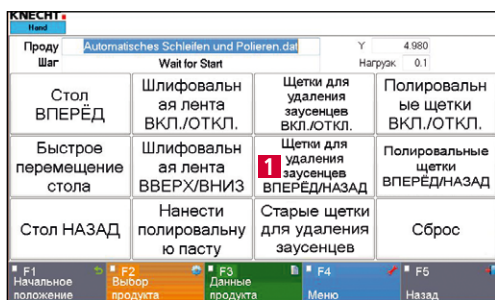 KNECHT
Hand
Проду Automatisches Schleifen und Polieren.dat Y 4.980
Шаг Wait for Start Нагрузк 0.1
Стол
ВПЕРЁД
Шлифовальн
ая лента
ВКЛ./ОТКЛ.
Щетки для
удаления
заусенцев
ВКЛ./ОТКЛ.
Полировальн
ые щетки
ВКЛ./ОТКЛ.
Быстрое
перемещение
стола
Шлифовальн
ая лента
ВВЕРХ/ВНИЗ
1
Щетки для
удаления
заусенцев
ВПЕРЁД/НАЗАД
Полировальные
щетки
ВПЕРЁД/НАЗАД
Стол НАЗАД
Нанести
полировальну
ю пасту
Старые щетки
для удаления
заусенцев
Сброс
F1
Начальное
положение
F2
Выбор
продукта
F3
Данные
продукта
F4
Меню
F5
Назад